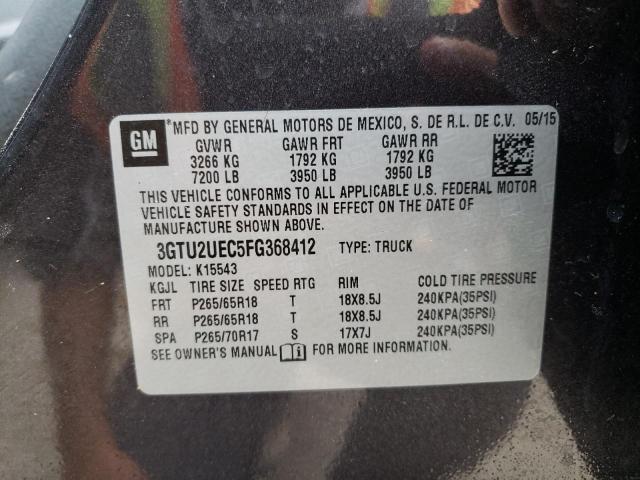 GM
*MFD BY GENERAL MOTORS DE MEXICO, S. DE R.L. DE C.V. 05/15
GVWR GAWR FRT GAWR RR
3266 KG 1792 KG 1792 KG
7200 LB 3950 LB 3950 LB
THIS VEHICLE CONFORMS TO ALL APPLICABLE U.S. FEDERAL MOTOR
VEHICLE SAFETY STANDARDS IN EFFECT ON THE DATE OF
MANUFACTURE SHOWN ABOVE.
3GTU2UEC5FG368412 TYPE: TRUCK
MODEL: K15543
KGJL TIRE SIZE SPEED RTG RIM COLD TIRE PRESSURE
FRT P265/65R18 T 18X8.5J 240KPA(35PSI)
RR P265/65R18 T 18X8.5J 240KPA(35PSI)
SPA P265/70R17 S 17X7J 240KPA(35PSI)
SEE OWNER'S MANUAL i FOR MORE INFORMATION.